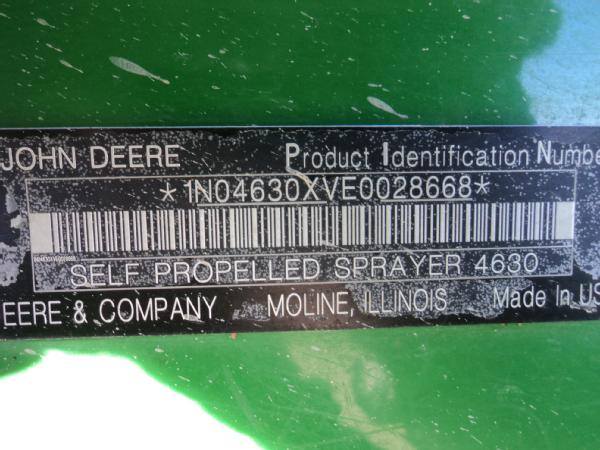 JOHN DEERE Product Identification Numbe
*1N04630XVE0028668*
SELF PROPELLED SPRAYER 4630
EERE & COMPANY MOLINE, ILLINOIS Made In US